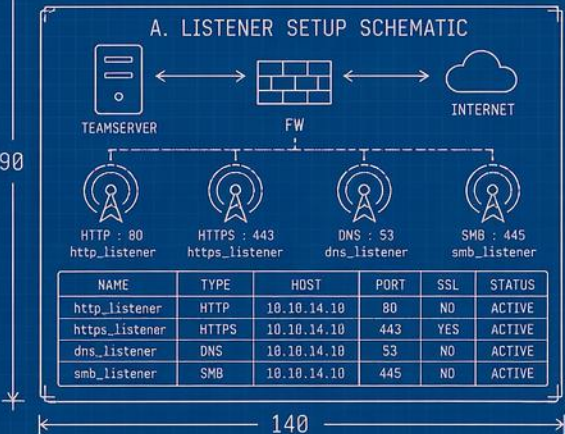 A. LISTENER SETUP SCHEMATIC
TEAMSERVER
FW
INTERNET
HTTP : 80
http_listener
HTTPS : 443
https_listener
DNS : 53
dns_listener
SMB : 445
smb_listener
NAME TYPE HOST PORT SSL STATUS
http_listener HTTP 10.10.14.10 80 NO ACTIVE
https_listener HTTPS 10.10.14.10 443 YES ACTIVE
dns_listener DNS 10.10.14.10 53 NO ACTIVE
smb_listener SMB 10.10.14.10 445 NO ACTIVE
90
140